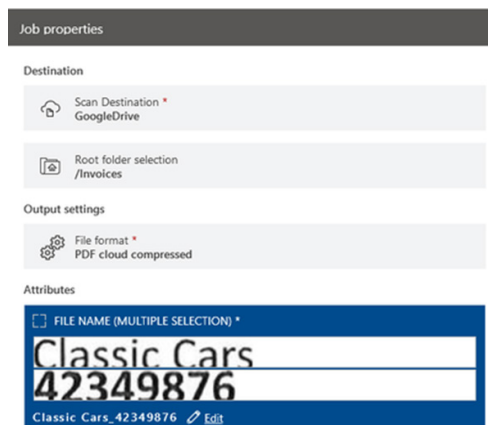 Job properties
Destination
Scan Destination *
GoogleDrive
Root folder selection
/Invoices
Output settings
File format *
PDF cloud compressed
Attributes
FILE NAME (MULTIPLE SELECTION) *
Classic Cars
42349876
Classic Cars_42349876 Edit